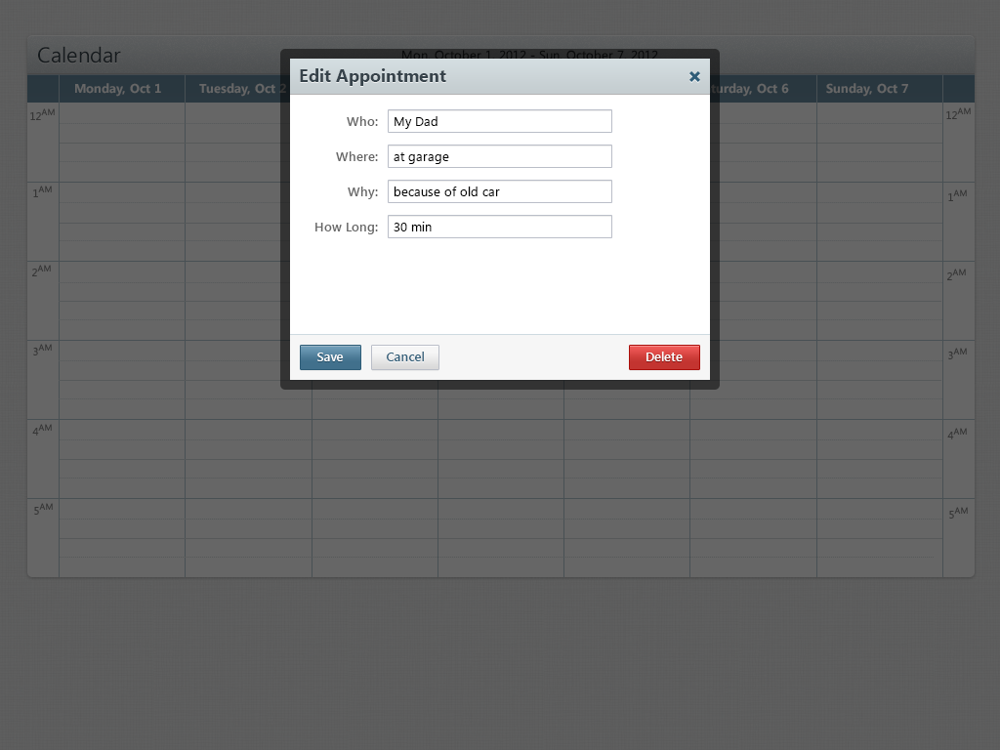 Calendar
Mon, October 1, 2012 - Sun, October 7, 2012
Edit Appointment
Monday, Oct 1
Tuesday, Oct 2
turday, Oct 6
Sunday, Oct 7
12AM
12AM
Who: My Dad
Where: at garage
1AM
1AM
Why: because of old car
How Long: 30 min
2AM
2AM
3AM
3AM
Save
Cancel
Delete
4AM
4AM
5AM
5AM